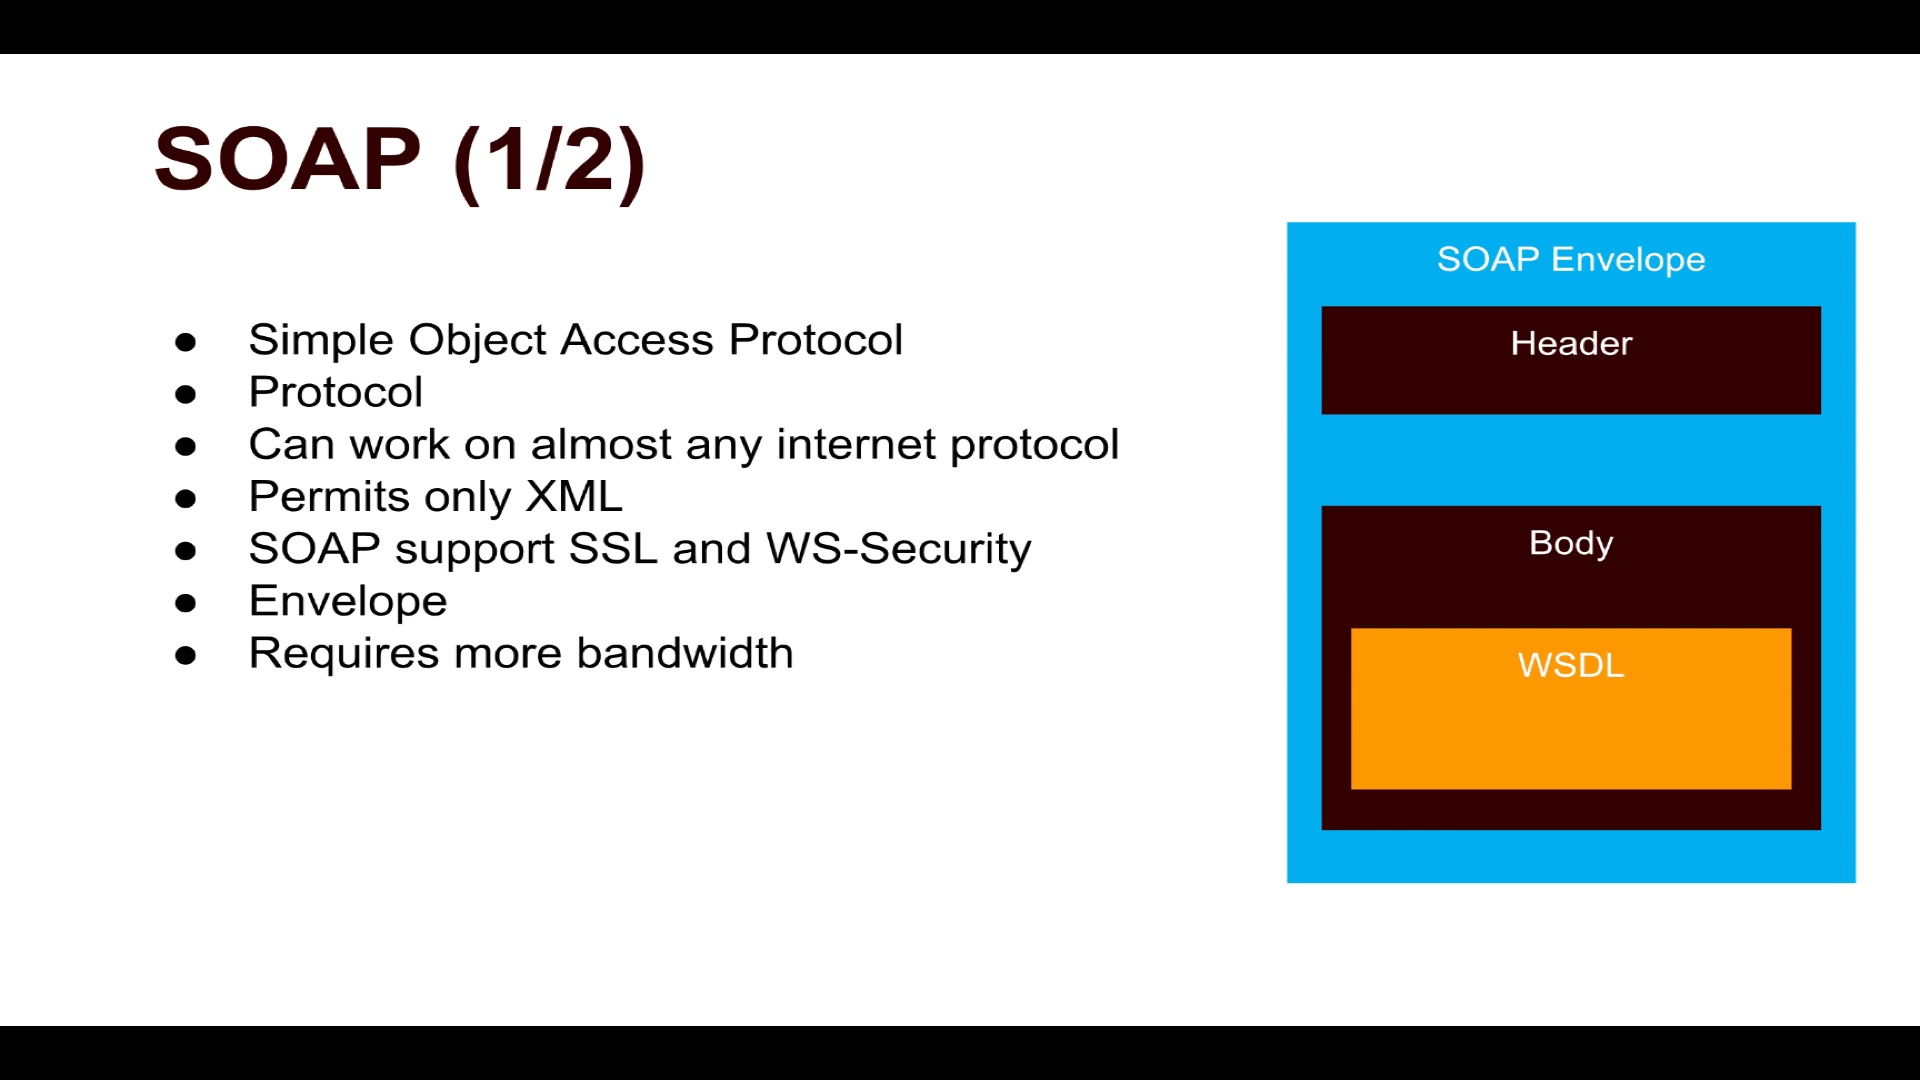 SOAP (1/2)
● Simple Object Access Protocol
● Protocol
● Can work on almost any internet protocol
● Permits only XML
● SOAP support SSL and WS-Security
● Envelope
● Requires more bandwidth
SOAP Envelope
Header
Body
WSDL